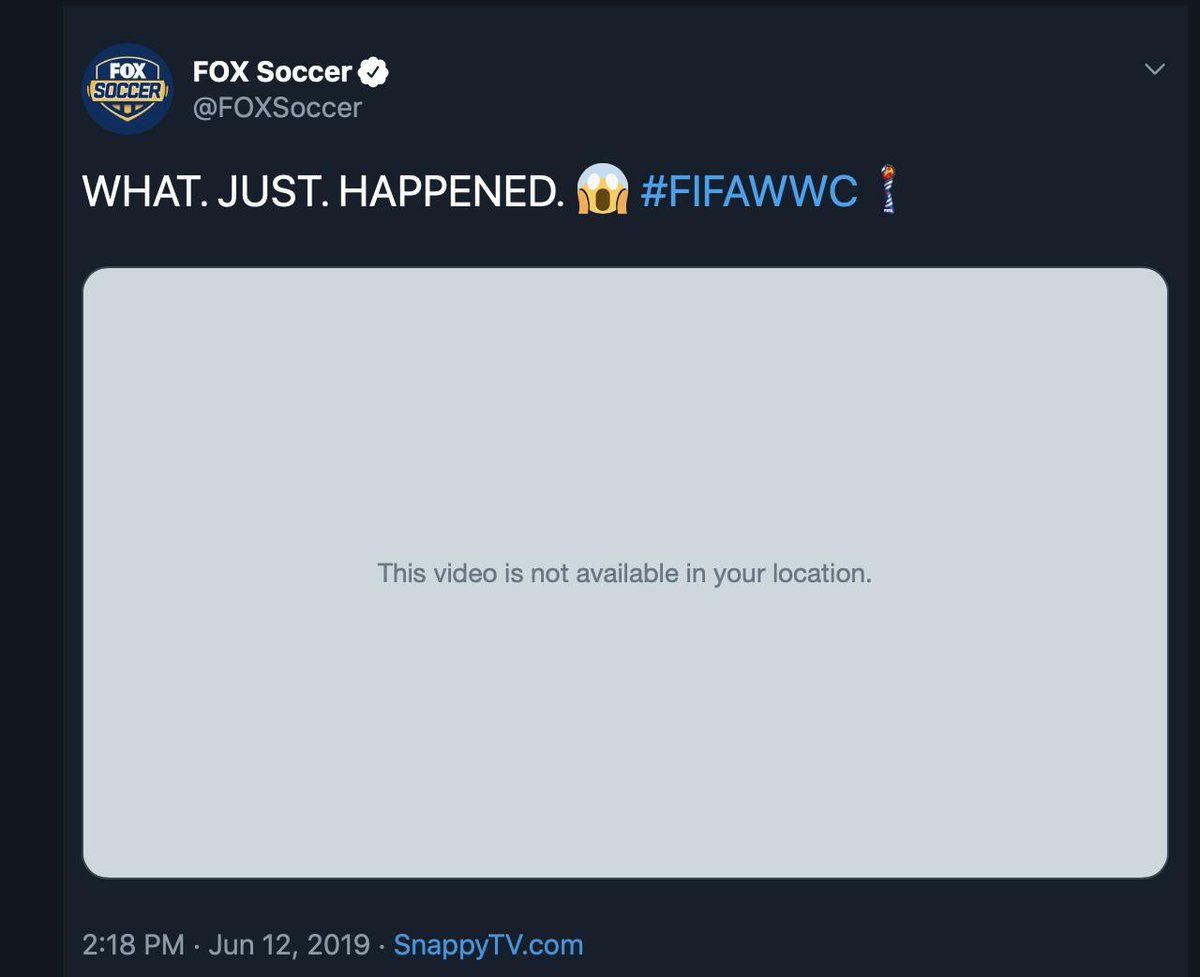 FOX
SOCCER
FOX Soccer
@FOXSoccer
WHAT. JUST. HAPPENED. 😱 #FIFAWWC
This video is not available in your location.
2:18 PM · Jun 12, 2019 · SnappyTV.com